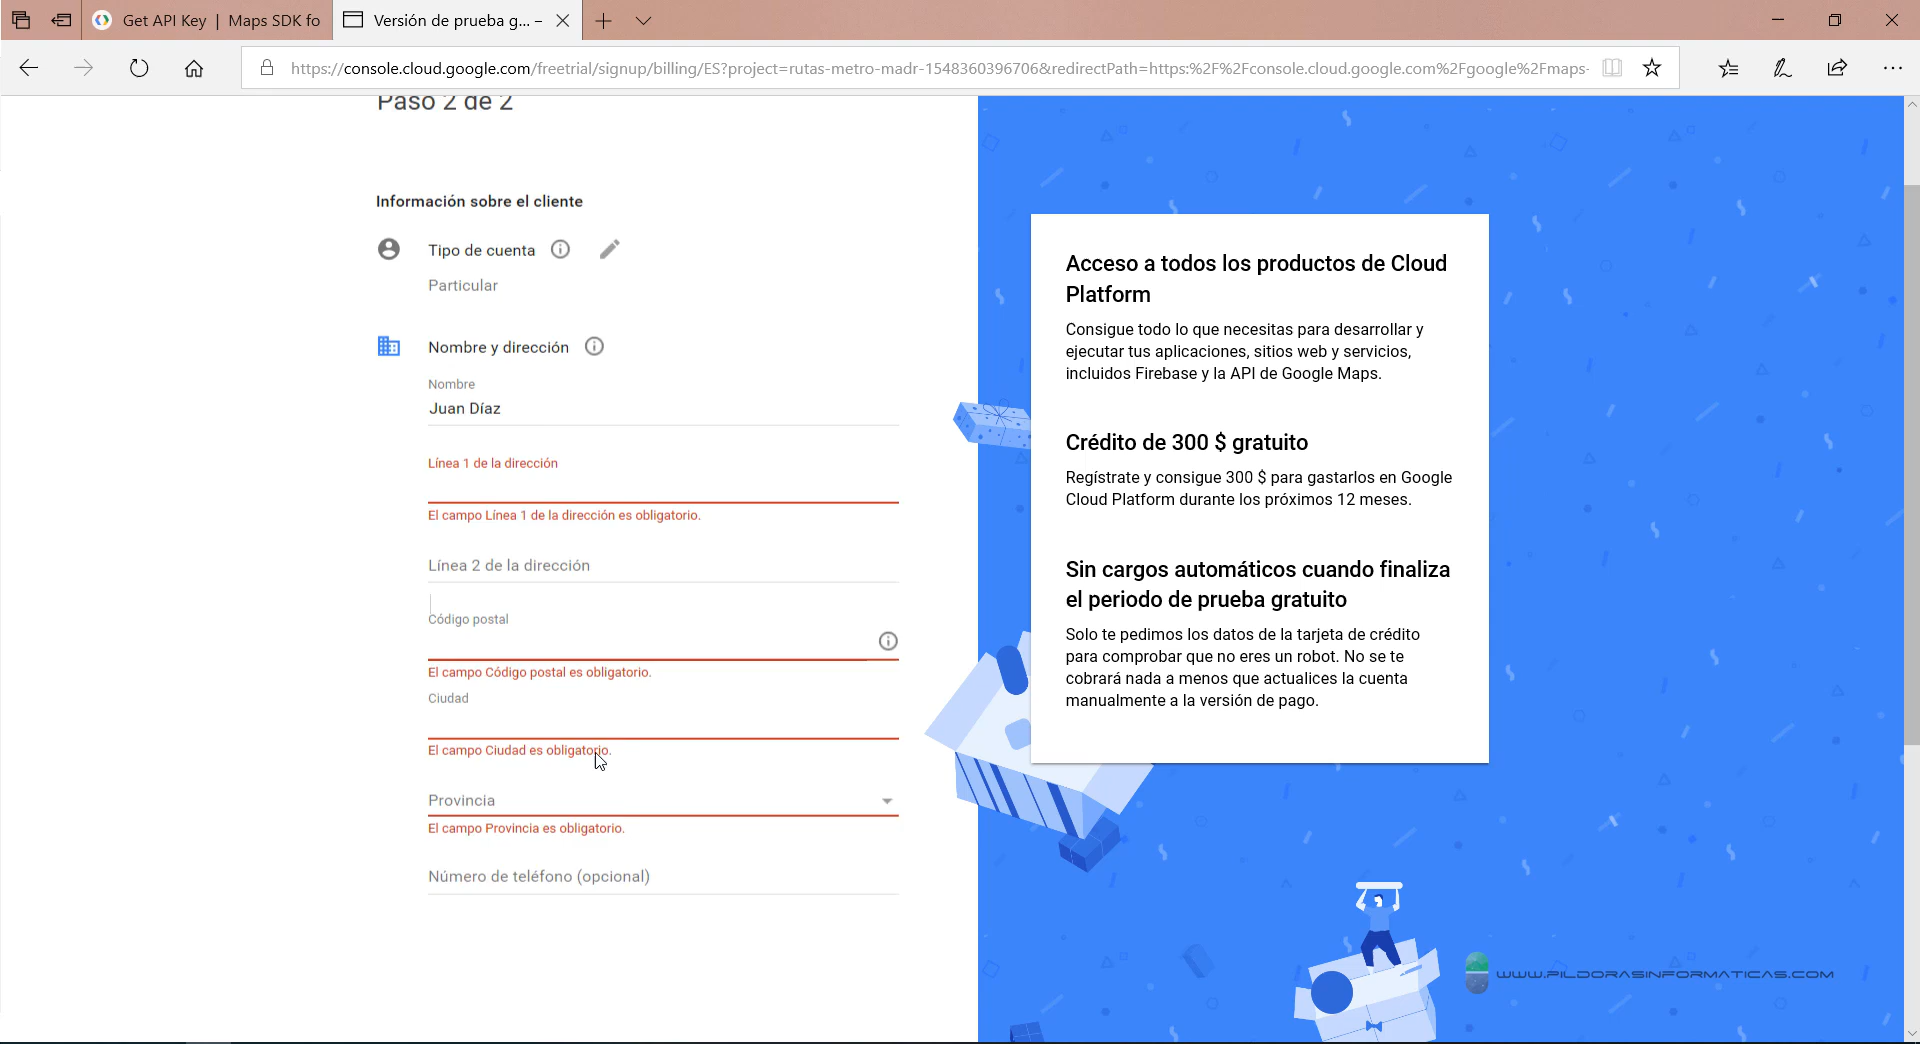 Get API Key | Maps SDK fo
Versión de prueba g... –
https://console.cloud.google.com/freetrial/signup/billing/ES?project=rutas-metro-madr-1548360396706&redirectPath=https:%2F%2Fconsole.cloud.google.com%2Fgoogle%2Fmaps-
Paso 2 de 2
Información sobre el cliente
Tipo de cuenta
Particular
Nombre y dirección
Nombre
Juan Díaz
Línea 1 de la dirección
El campo Línea 1 de la dirección es obligatorio.
Línea 2 de la dirección
Código postal
El campo Código postal es obligatorio.
Ciudad
El campo Ciudad es obligatorio.
Provincia
El campo Provincia es obligatorio.
Número de teléfono (opcional)
Acceso a todos los productos de Cloud
Platform
Consigue todo lo que necesitas para desarrollar y
ejecutar tus aplicaciones, sitios web y servicios,
incluidos Firebase y la API de Google Maps.
Crédito de 300 $ gratuito
Regístrate y consigue 300 $ para gastarlos en Google
Cloud Platform durante los próximos 12 meses.
Sin cargos automáticos cuando finaliza
el periodo de prueba gratuito
Solo te pedimos los datos de la tarjeta de crédito
para comprobar que no eres un robot. No se te
cobrará nada a menos que actualices la cuenta
manualmente a la versión de pago.
WWW.PILDORASINFORMATICAS.COM